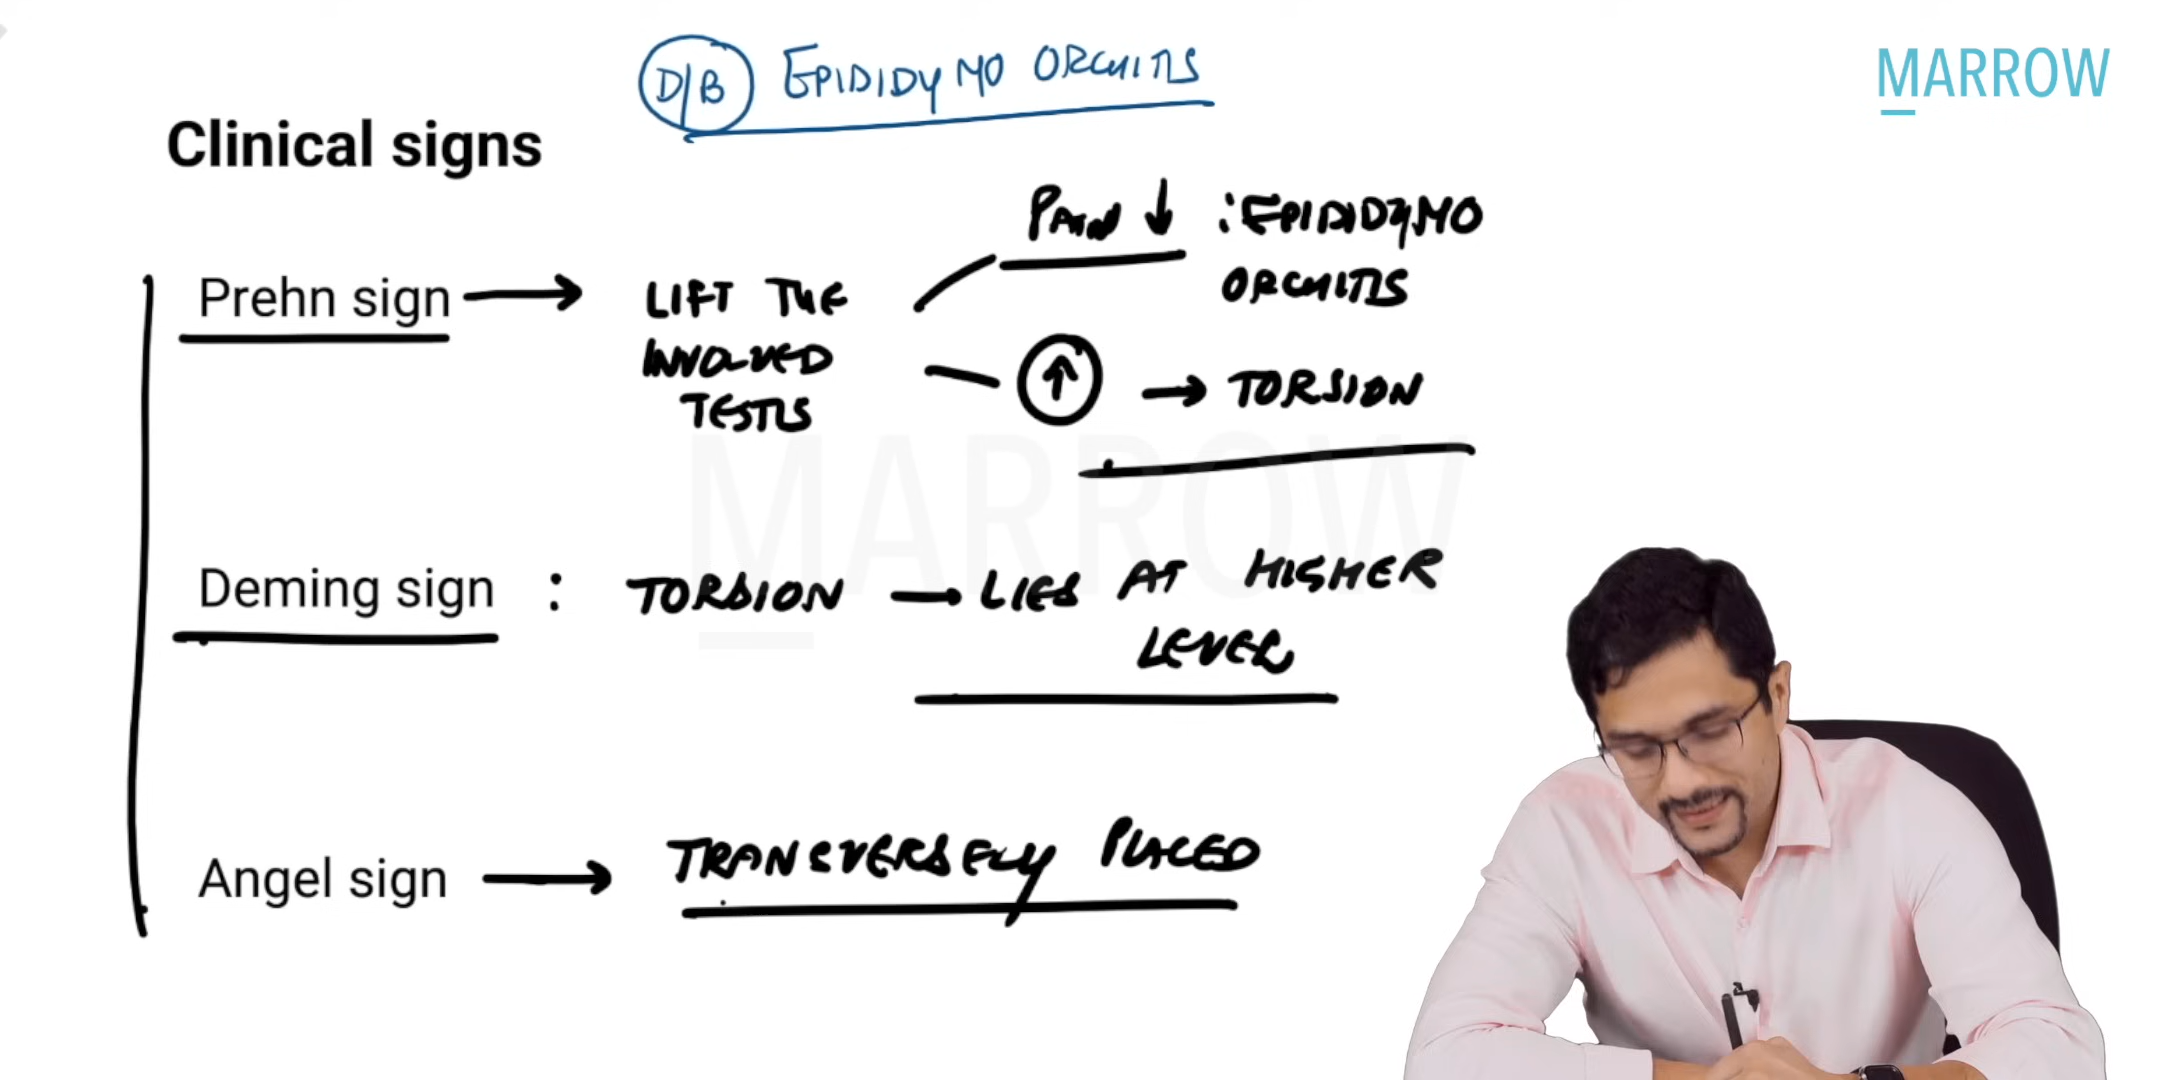 D/B EPIDIDYMO ORCHITIS
MARROW
Clinical signs
PAIN ↓ : EPIDIDYMO
ORCHITIS
Prehn sign → LIFT THE
INVOLVED
TESTIS
↑ → TORSION
MARROW
Deming sign : TORSION → LIES AT HIGHER
LEVEL
Angel sign → TRANSVERSELY PLACED